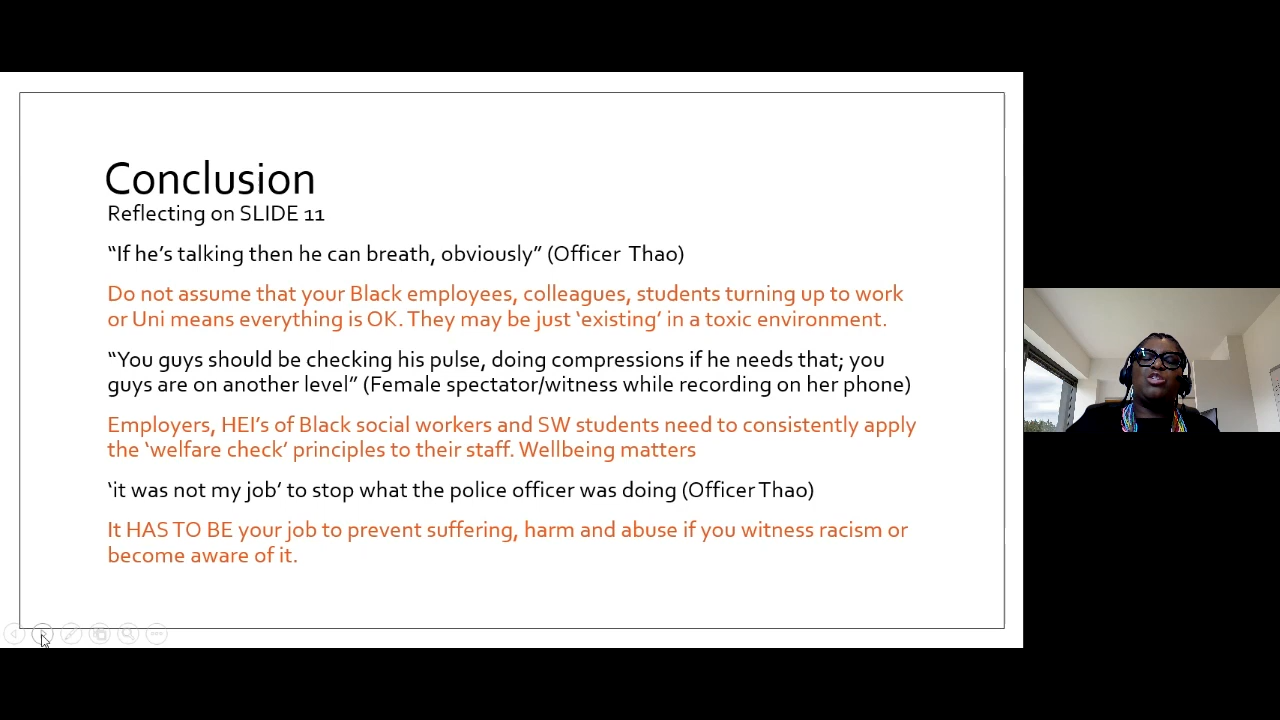 Conclusion
Reflecting on SLIDE 11
“If he’s talking then he can breath, obviously” (Officer Thao)
Do not assume that your Black employees, colleagues, students turning up to work
or Uni means everything is OK. They may be just ‘existing’ in a toxic environment.
“You guys should be checking his pulse, doing compressions if he needs that; you
guys are on another level” (Female spectator/witness while recording on her phone)
Employers, HEI’s of Black social workers and SW students need to consistently apply
the ‘welfare check’ principles to their staff. Wellbeing matters
‘it was not my job’ to stop what the police officer was doing (Officer Thao)
It HAS TO BE your job to prevent suffering, harm and abuse if you witness racism or
become aware of it.